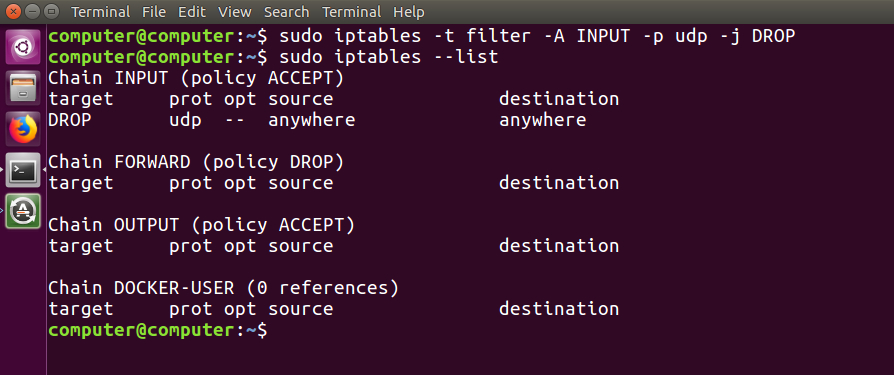 Terminal File Edit View Search Terminal Help
computer@computer:~$ sudo iptables -t filter -A INPUT -p udp -j DROP
computer@computer:~$ sudo iptables --list
Chain INPUT (policy ACCEPT)
target     prot opt source               destination
DROP       udp  --  anywhere             anywhere

Chain FORWARD (policy DROP)
target     prot opt source               destination

Chain OUTPUT (policy ACCEPT)
target     prot opt source               destination

Chain DOCKER-USER (0 references)
target     prot opt source               destination
computer@computer:~$